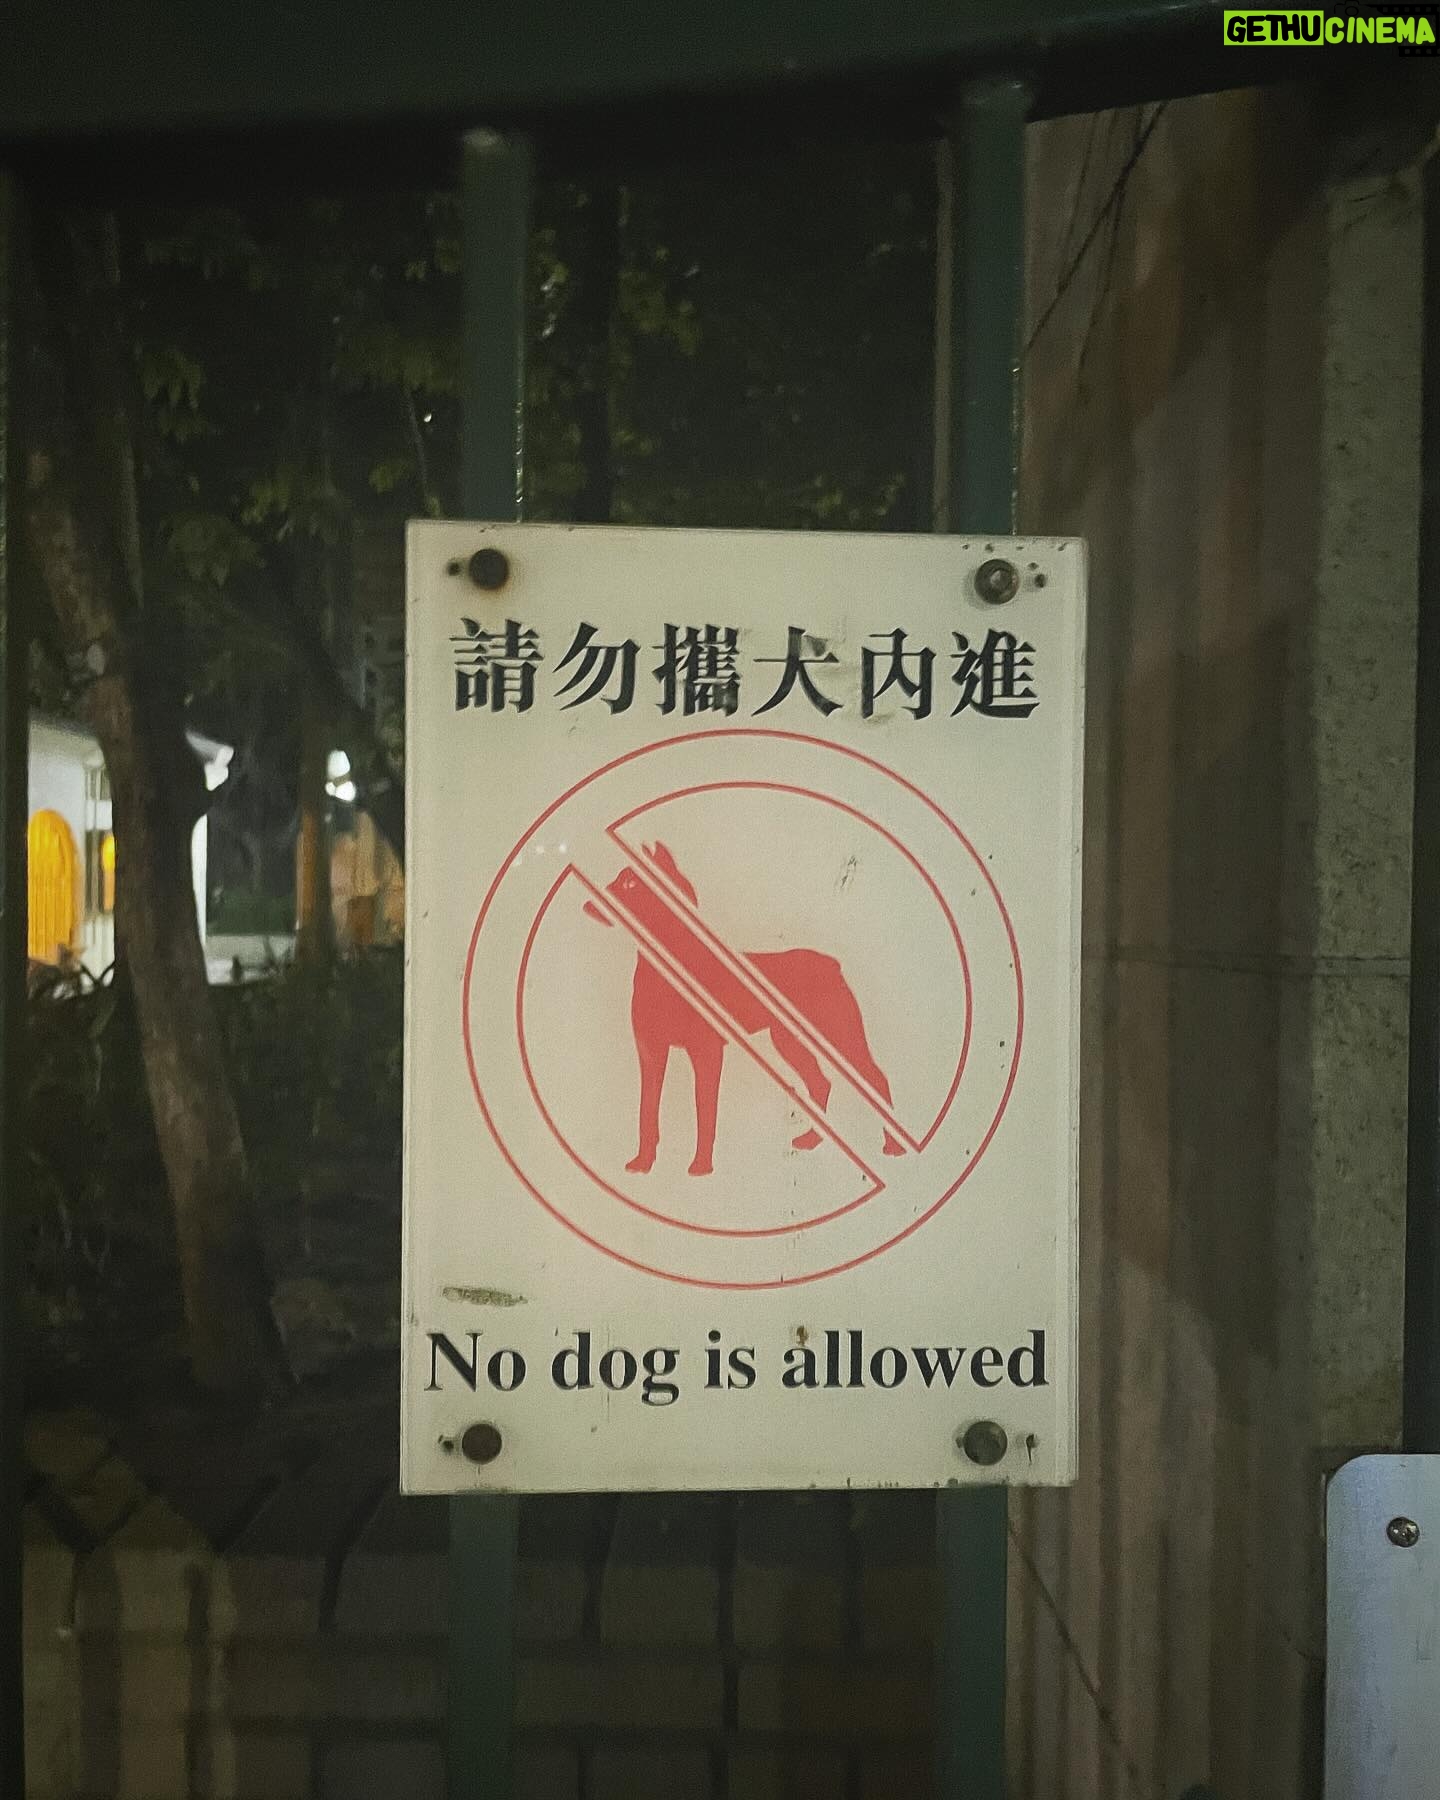 GETHUCINEMA
請勿攜犬內進
No dog is allowed